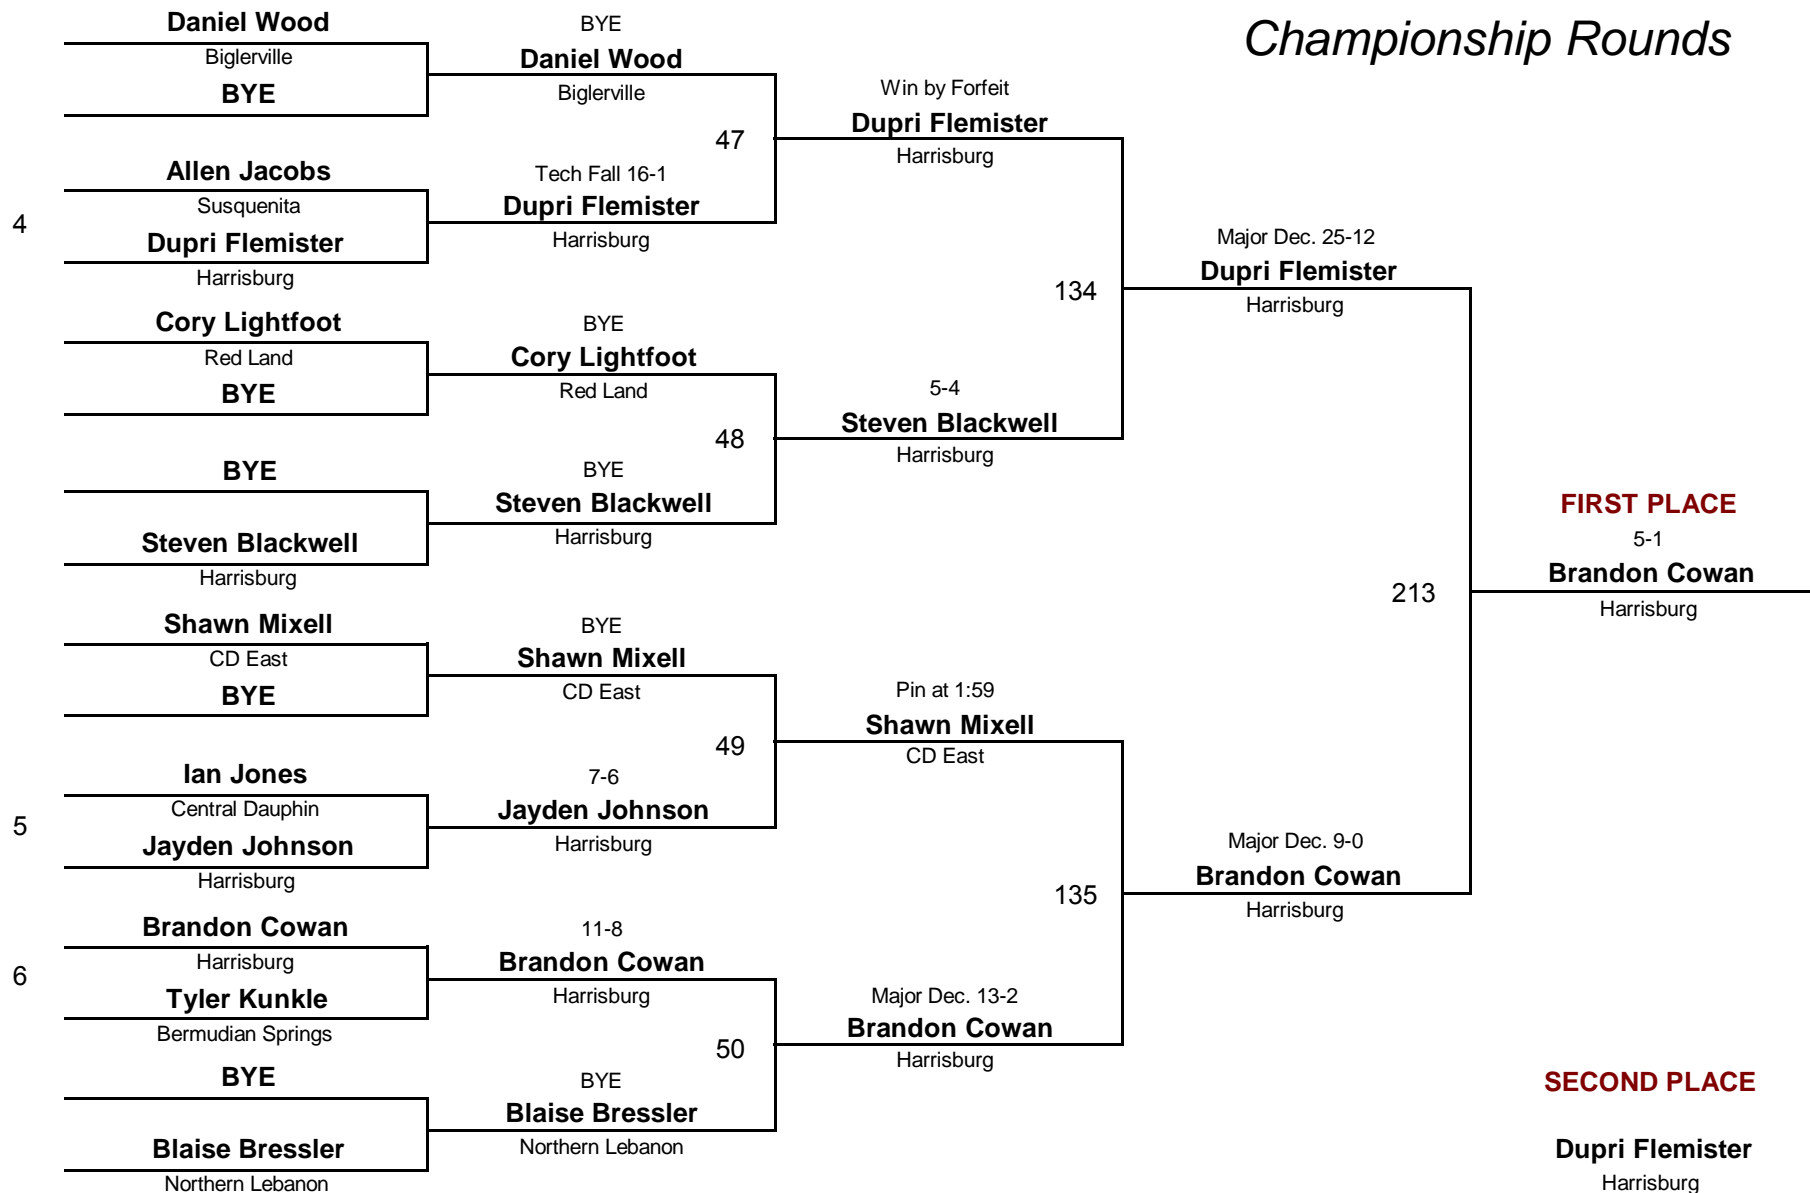 Championship Rounds
Daniel Wood
Biglerville
BYE
4
Allen Jacobs
Susquenita
Dupri Flemister
Harrisburg
Cory Lightfoot
Red Land
BYE
BYE
Steven Blackwell
Harrisburg
Shawn Mixell
CD East
BYE
5
Ian Jones
Central Dauphin
Jayden Johnson
Harrisburg
6
Brandon Cowan
Harrisburg
Tyler Kunkle
Bermudian Springs
BYE
Blaise Bressler
Northern Lebanon
BYE
Daniel Wood
Biglerville
47
Tech Fall 16-1
Dupri Flemister
Harrisburg
BYE
Cory Lightfoot
Red Land
48
BYE
Steven Blackwell
Harrisburg
BYE
Shawn Mixell
CD East
49
7-6
Jayden Johnson
Harrisburg
11-8
Brandon Cowan
Harrisburg
50
BYE
Blaise Bressler
Northern Lebanon
Win by Forfeit
Dupri Flemister
Harrisburg
134
5-4
Steven Blackwell
Harrisburg
Pin at 1:59
Shawn Mixell
CD East
135
Major Dec. 13-2
Brandon Cowan
Harrisburg
Major Dec. 25-12
Dupri Flemister
Harrisburg
213
Major Dec. 9-0
Brandon Cowan
Harrisburg
FIRST PLACE
5-1
Brandon Cowan
Harrisburg
SECOND PLACE
Dupri Flemister
Harrisburg